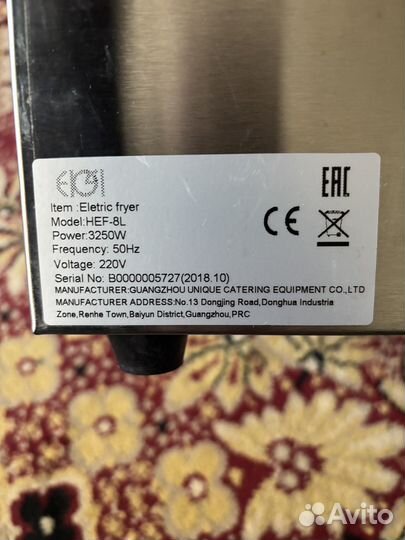 EKSI
EAC
Item :Eletric fryer
Model:HEF-8L
Power:3250W
CE
Frequency: 50Hz
Voltage: 220V
Serial No: B0000005727(2018.10)
MANUFACTURER:GUANGZHOU UNIQUE CATERING EQUIPMENT CO.,LTD
MANUFACTURER ADDRESS:No.13 Dongjing Road,Donghua Industria
Zone,Renhe Town,Baiyun District,Guangzhou,PRC
Avito